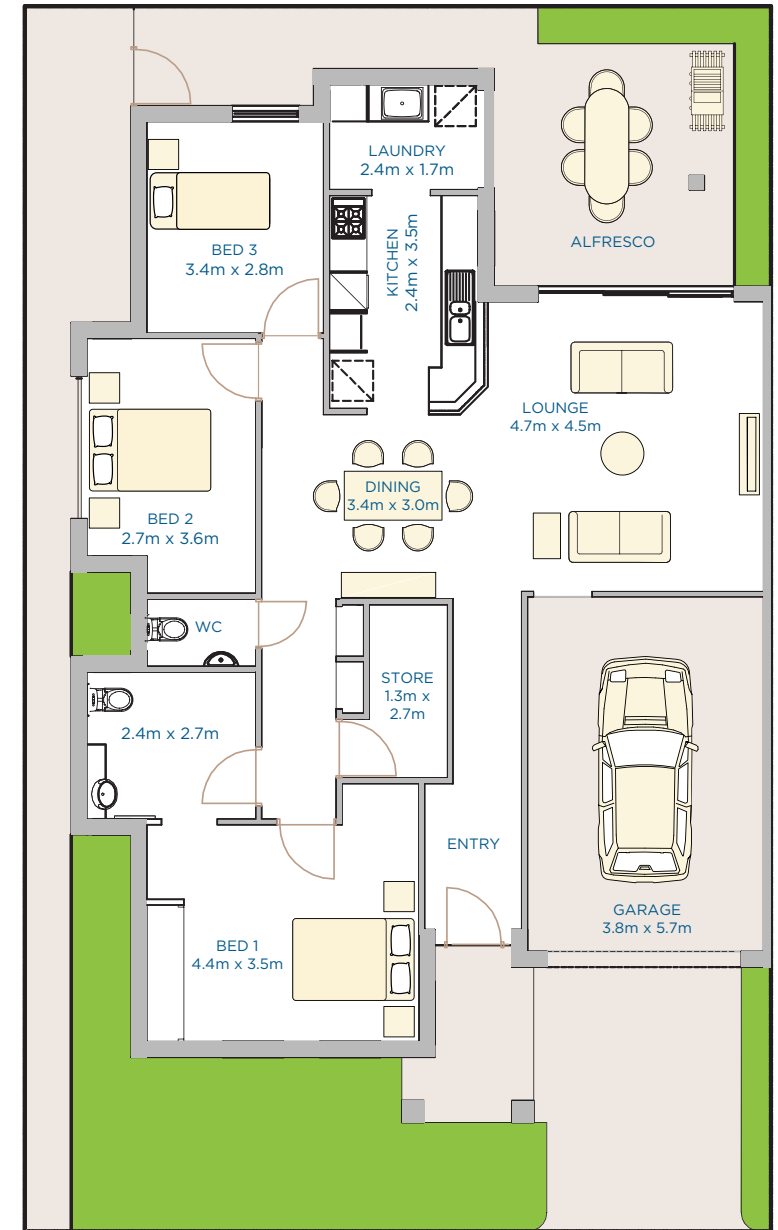 LAUNDRY
2.4m x 1.7m
BED 3
3.4m x 2.8m
KITCHEN
2.4m x 3.5m
ALFRESCO
LOUNGE
4.7m x 4.5m
DINING
3.4m x 3.0m
BED 2
2.7m x 3.6m
WC
STORE
1.3m x
2.7m
2.4m x 2.7m
ENTRY
GARAGE
3.8m x 5.7m
BED 1
4.4m x 3.5m